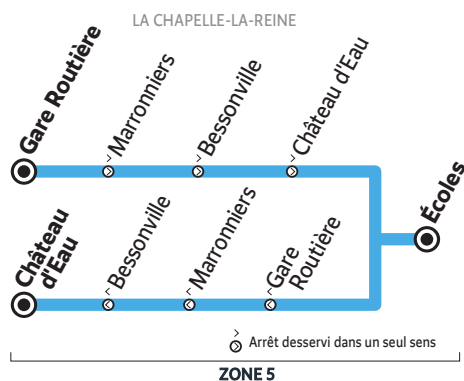 LA CHAPELLE-LA-REINE
Gare Routière
Marronniers
Bessonville
Château d'Eau
Écoles
Château
d'Eau
Bessonville
Marronniers
Gare
Routière
Arrêt desservi dans un seul sens
ZONE 5